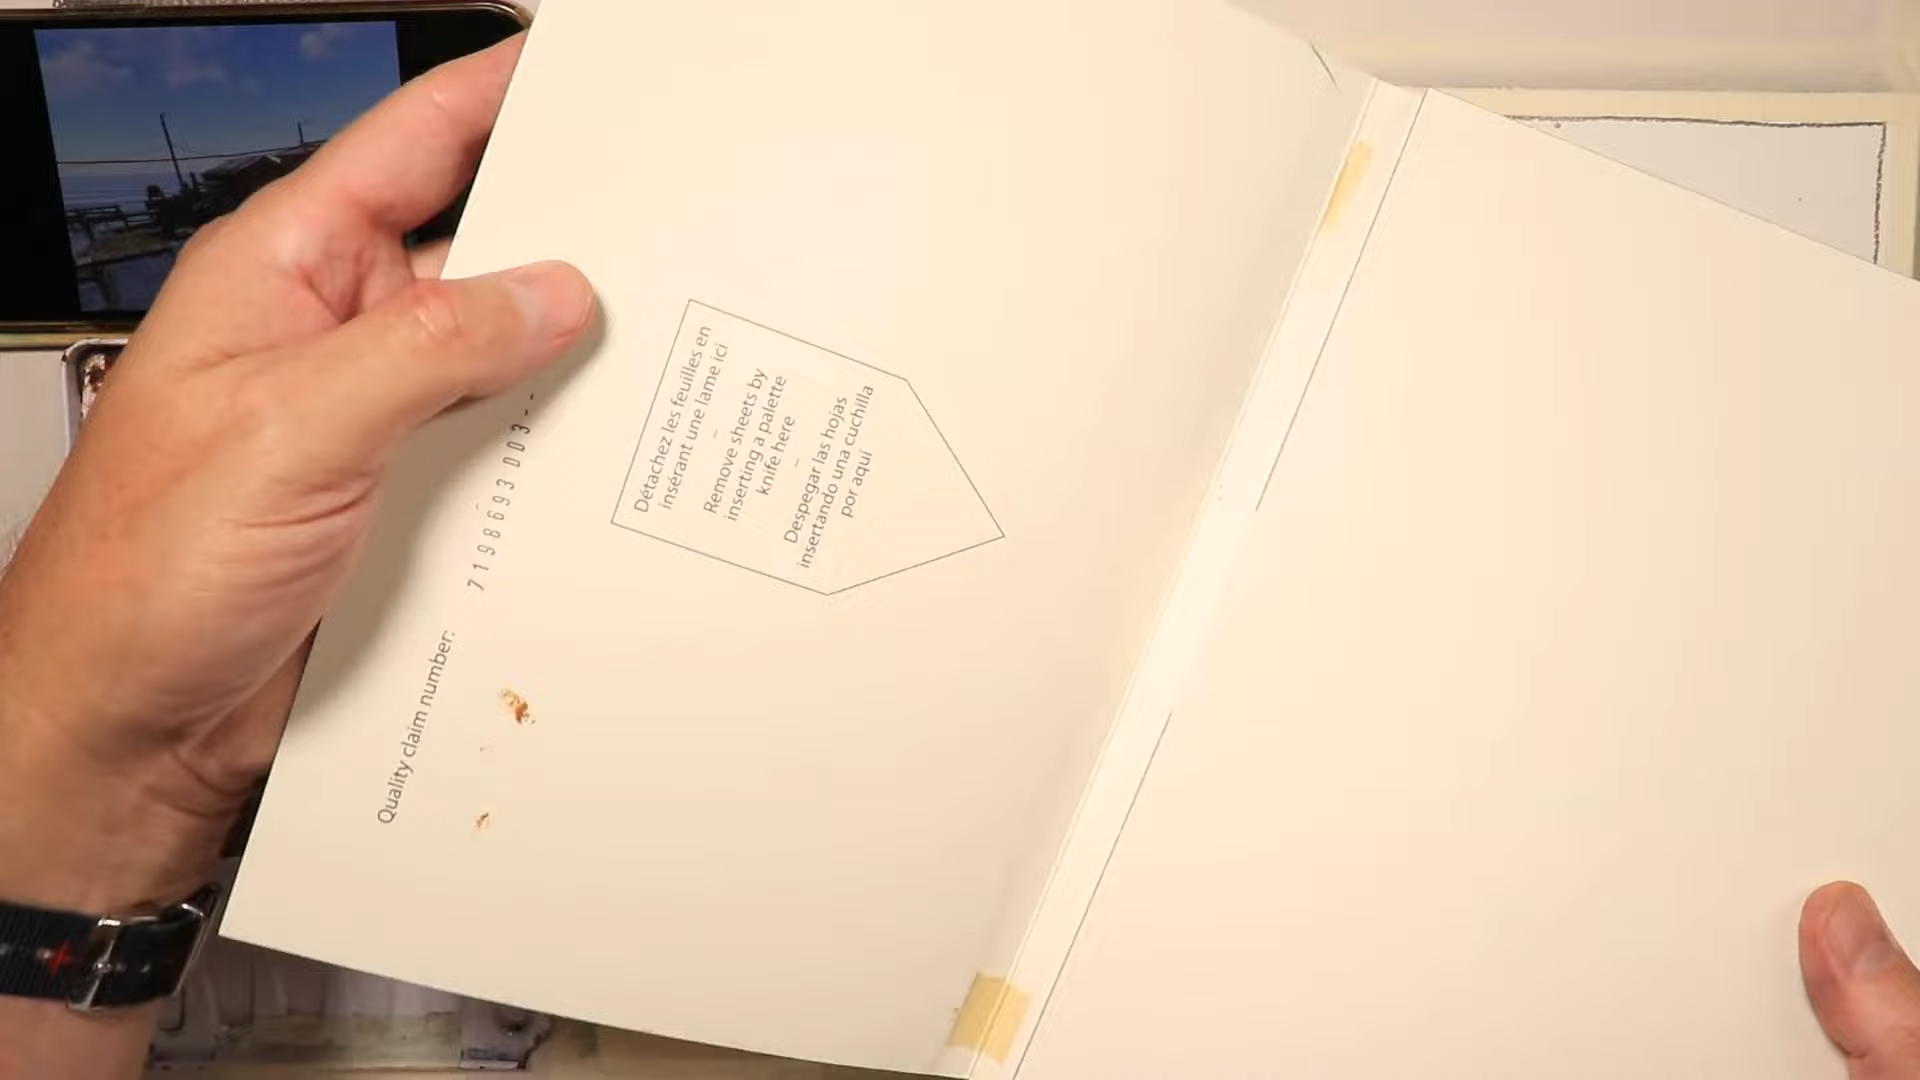 Détachez les feuilles en
insérant une lame ici
–
Remove sheets by
inserting a palette
knife here
–
Despegar las hojas
insertando una cuchilla
por aquí
Quality claim number: 7198693003--